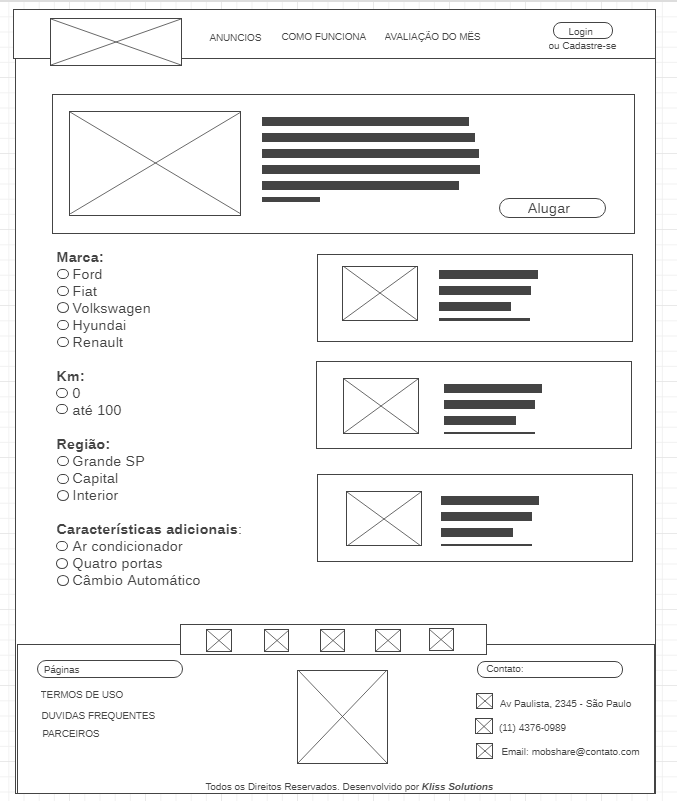 ANUNCIOS COMO FUNCIONA AVALIAÇÃO DO MÊS
Login
ou Cadastre-se
Alugar
Marca:
Ford
Fiat
Volkswagen
Hyundai
Renault
Km:
0
até 100
Região:
Grande SP
Capital
Interior
Características adicionais:
Ar condicionador
Quatro portas
Câmbio Automático
Páginas
TERMOS DE USO
DUVIDAS FREQUENTES
PARCEIROS
Contato:
Av Paulista, 2345 - São Paulo
(11) 4376-0989
Email: mobshare@contato.com
Todos os Direitos Reservados. Desenvolvido por Kliss Solutions